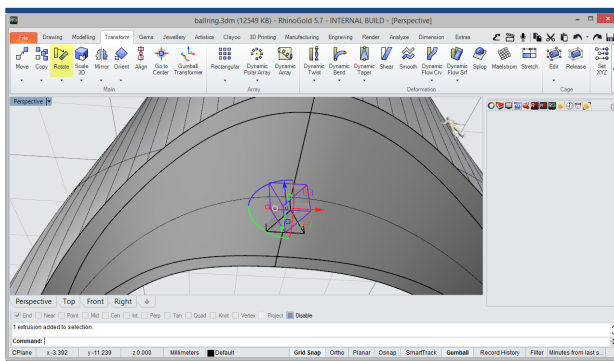 ballring.3dm (12549 KB) - RhinoGold 5.7 - INTERNAL BUILD - [Perspective]
File Drawing Modelling Transform Gems Jewellery Artistics Clayoo 3D Printing Manufacturing Engraving Render Analyze Dimension Extras
Move Copy Rotate Scale 3D Mirror Orient Align Go to Center Gumball Transformer Rectangular Dynamic Polar Array Dynamic Array Dynamic Twist Dynamic Bend Dynamic Taper Shear Smooth Dynamic Flow Crv Dynamic Flow Srf Splop Maelstrom Stretch Edit Release Set XYZ
Main Array Deformation Cage
Perspective
Perspective Top Front Right
End Near Point Mid Cen Int Perp Tan Quad Knot Vertex Project Disable
1 extrusion added to selection.
Command:
CPlane x -3.392 y -11.239 z 0.000 Millimeters Default Grid Snap Ortho Planar Osnap SmartTrack Gumball Record History Filter Minutes from last s...